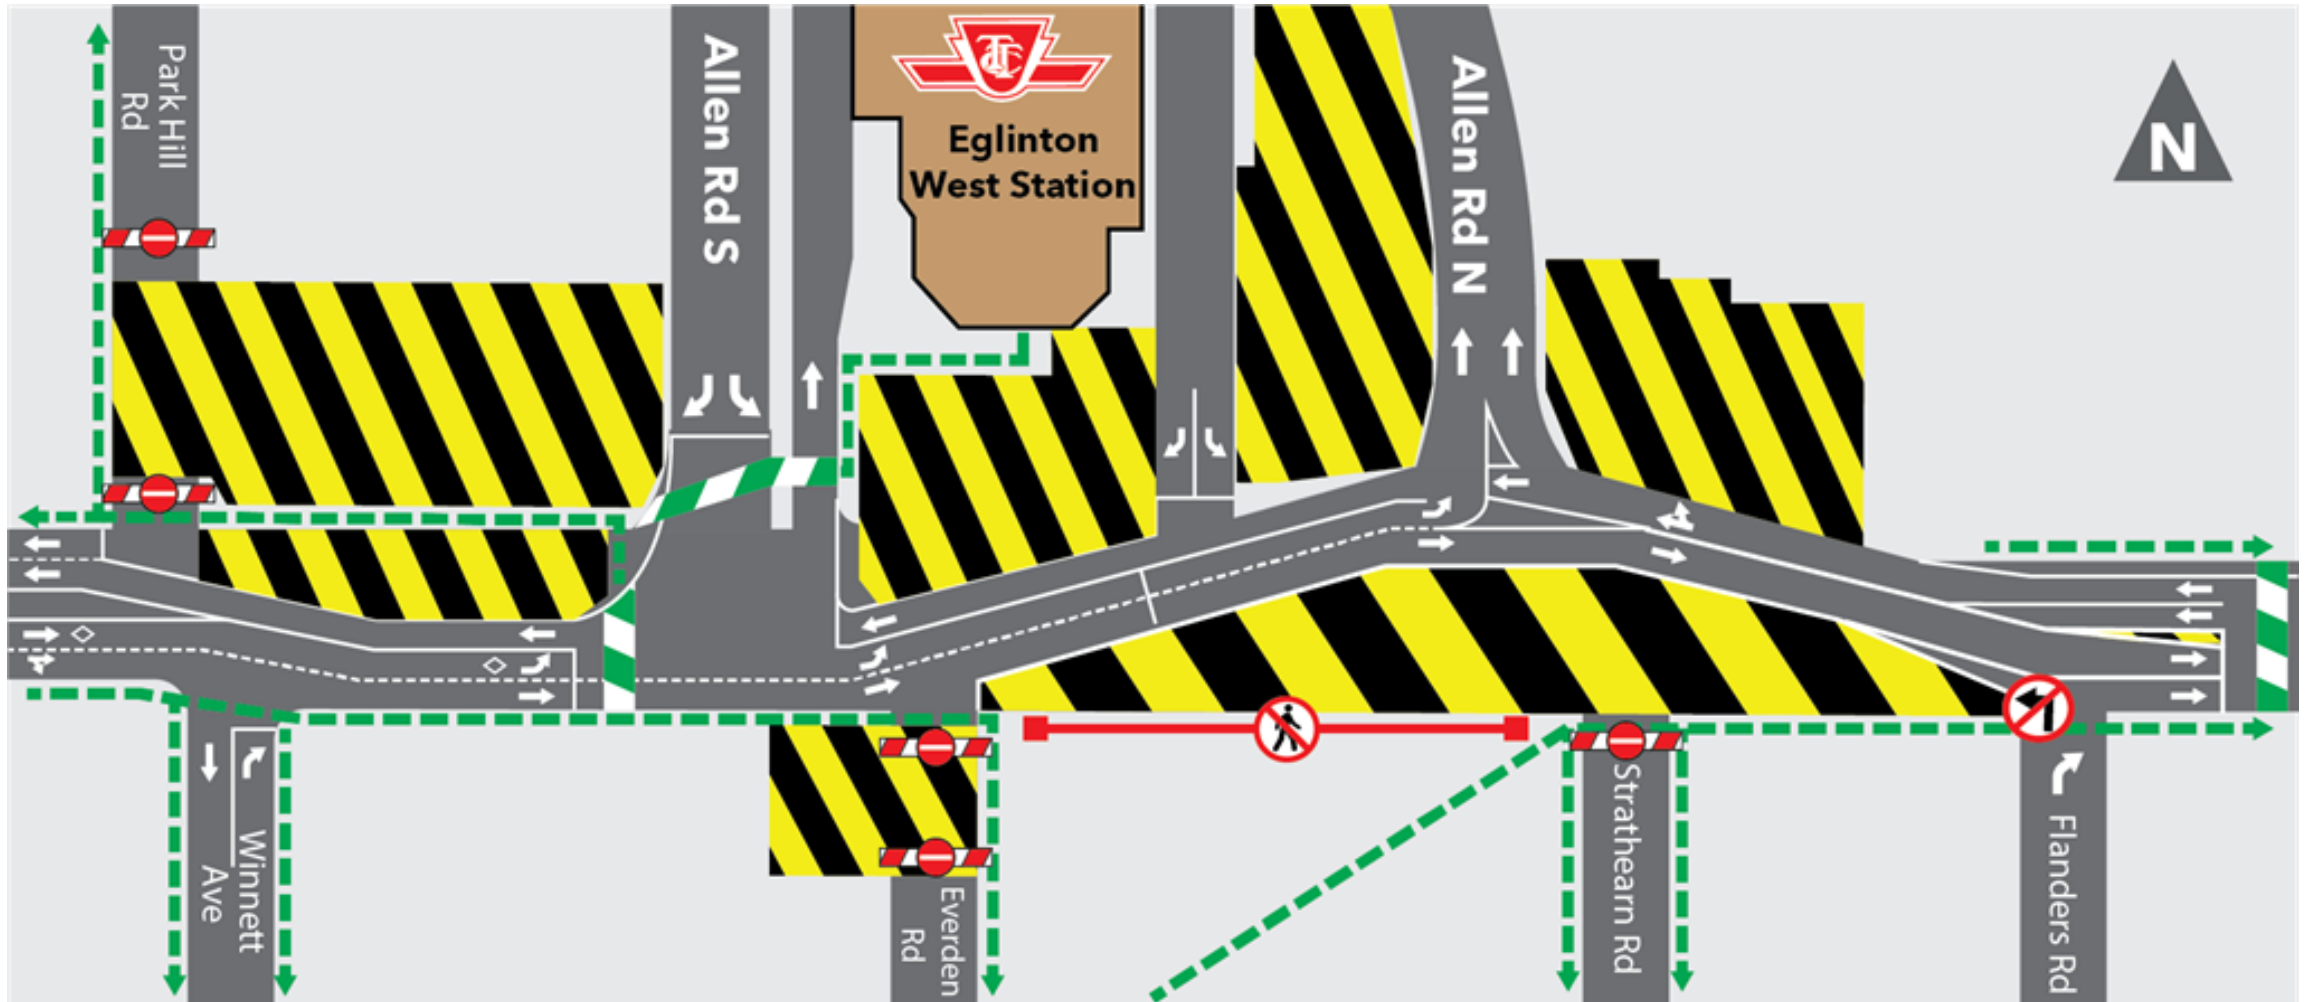 Park Hill
Rd
Allen Rd S
TTC
Eglinton
West Station
Allen Rd N
N
Winnett
Ave
Everden
Rd
Strathearn Rd
Flanders Rd